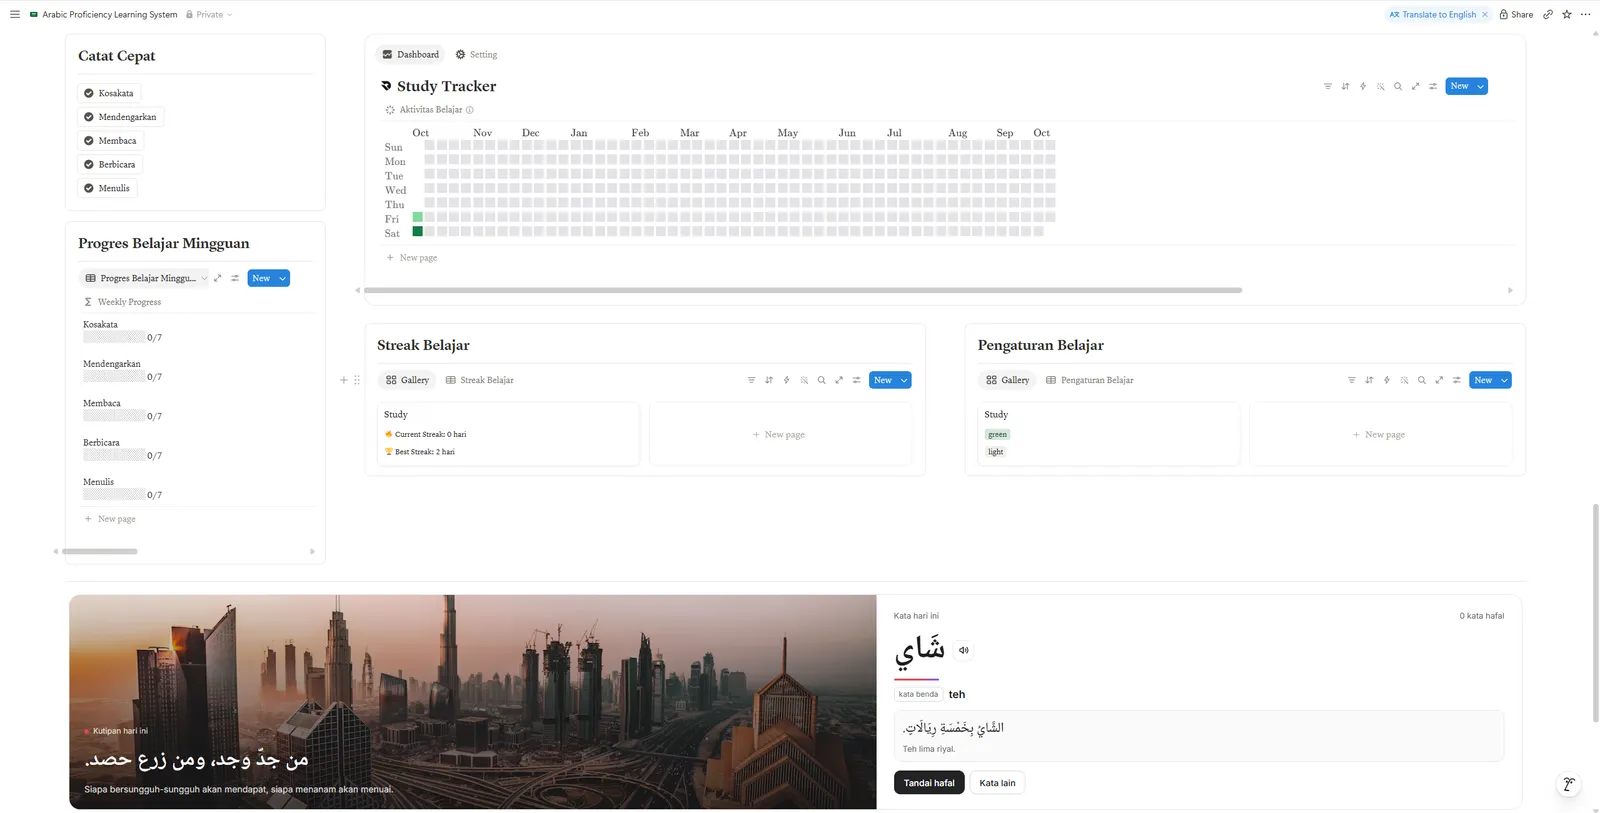 Arabic Proficiency Learning System
Private
Translate to English
Share
Catat Cepat
Kosakata
Mendengarkan
Membaca
Berbicara
Menulis
Progres Belajar Mingguan
Progres Belajar Minggu...
New
Weekly Progress
Kosakata
0/7
Mendengarkan
0/7
Membaca
0/7
Berbicara
0/7
Menulis
0/7
New page
Dashboard
Setting
Study Tracker
New
Aktivitas Belajar
Oct Nov Dec Jan Feb Mar Apr May Jun Jul Aug Sep Oct
Sun
Mon
Tue
Wed
Thu
Fri
Sat
New page
Streak Belajar
Gallery
Streak Belajar
New
Study
Current Streak: 0 hari
Best Streak: 2 hari
New page
Pengaturan Belajar
Gallery
Pengaturan Belajar
New
Study
green
light
New page
Kutipan hari ini
من جدّ وجد، ومن زرع حصد.
Siapa bersungguh-sungguh akan mendapat, siapa menanam akan menuai.
Kata hari ini
0 kata hafal
شَاي
kata benda
teh
الشَّايُ بِخَمْسَةِ رِيَالَاتٍ.
Teh lima riyal.
Tandai hafal
Kata lain